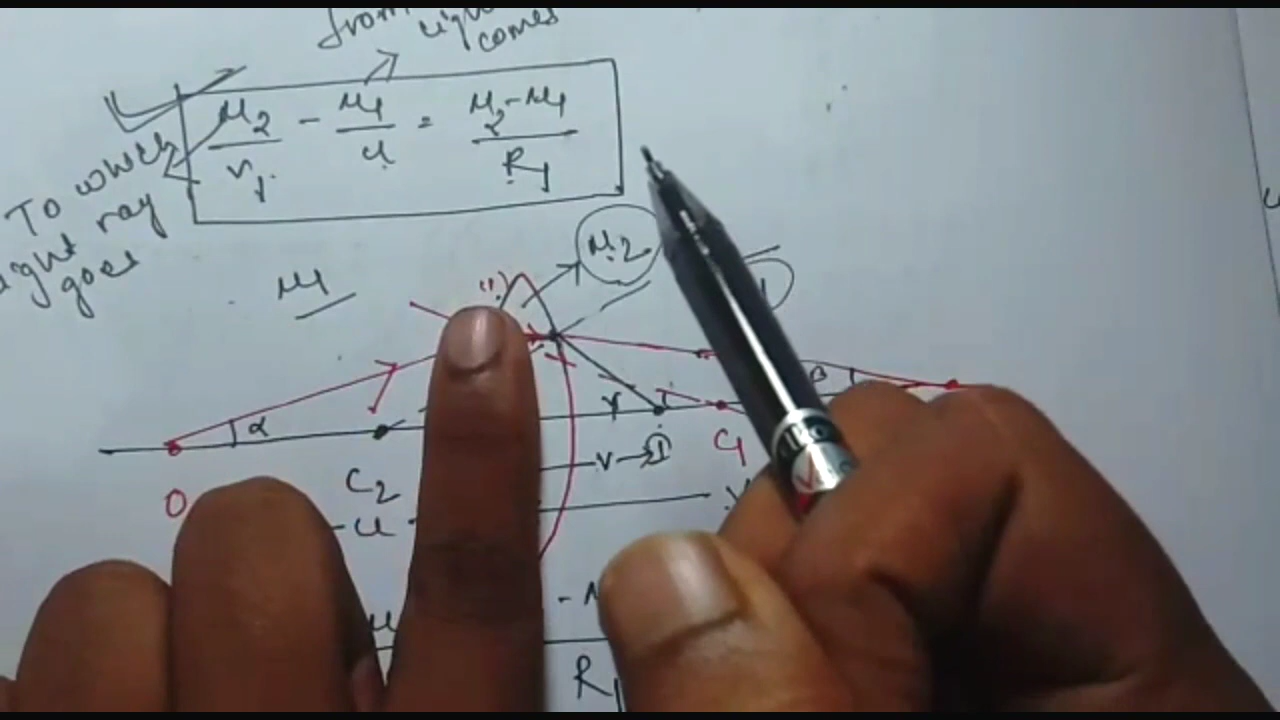 from
light
comes
μ2/v1 - μ1/u = μ2-μ1/R1
To which
light ray
goes
μ1
μ2
(1)
α
γ
i
β
O
C2
v
I
C1
u
R1